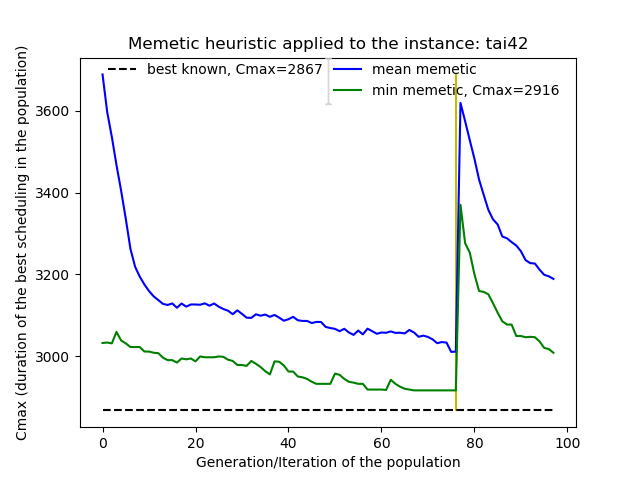 Memetic heuristic applied to the instance: tai42
best known, Cmax=2867
mean memetic
min memetic, Cmax=2916
Cmax (duration of the best scheduling in the population)
3600
3400
3200
3000
0 20 40 60 80 100
Generation/Iteration of the population